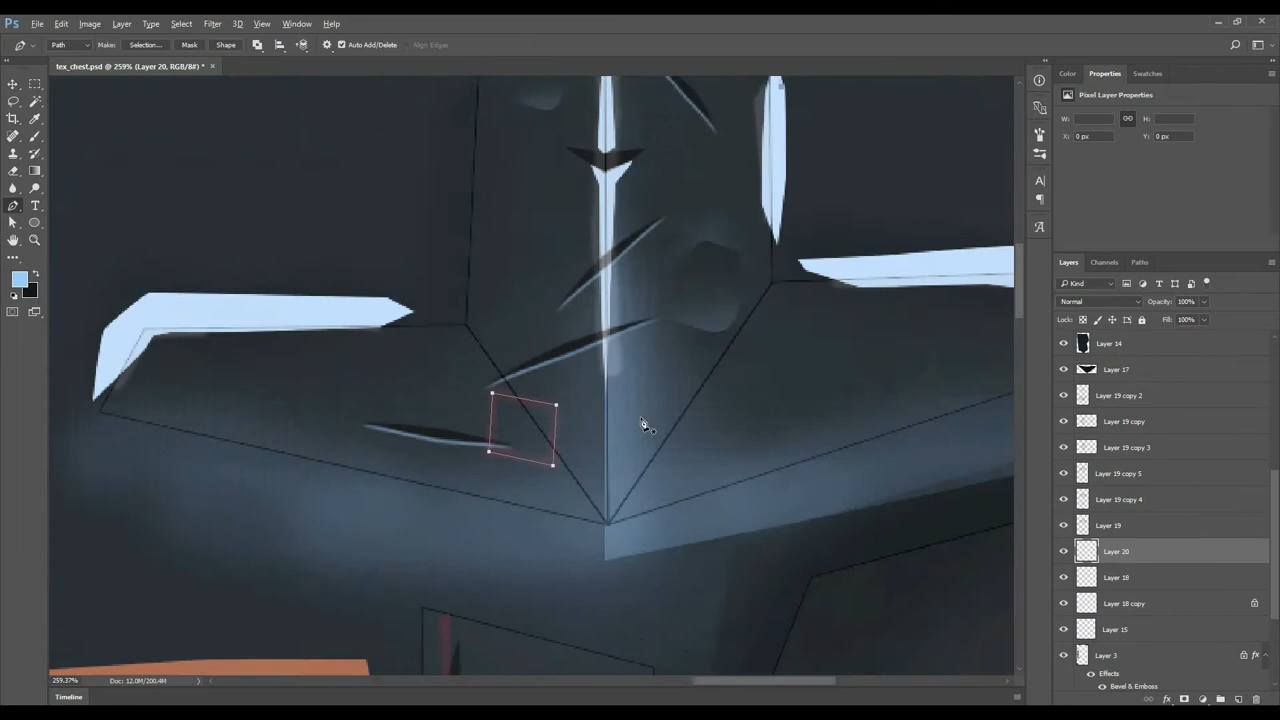 Ps File Edit Image Layer Type Select Filter 3D View Window Help
Path Make: Selection... Mask Shape Auto Add/Delete Align Edges
tex_chest.psd @ 259% (Layer 20, RGB/8#) * ×
Color Properties Swatches
Pixel Layer Properties
W: H:
X: 0 px Y: 0 px
Layers Channels Paths
Kind
Normal Opacity: 100%
Lock: Fill: 100%
Layer 14
Layer 17
Layer 19 copy 2
Layer 19 copy
Layer 19 copy 3
Layer 19 copy 5
Layer 19 copy 4
Layer 19
Layer 20
Layer 18
Layer 18 copy
Layer 15
Layer 3 fx
Effects
Bevel & Emboss
259.37% Doc: 12.0M/200.4M
Timeline